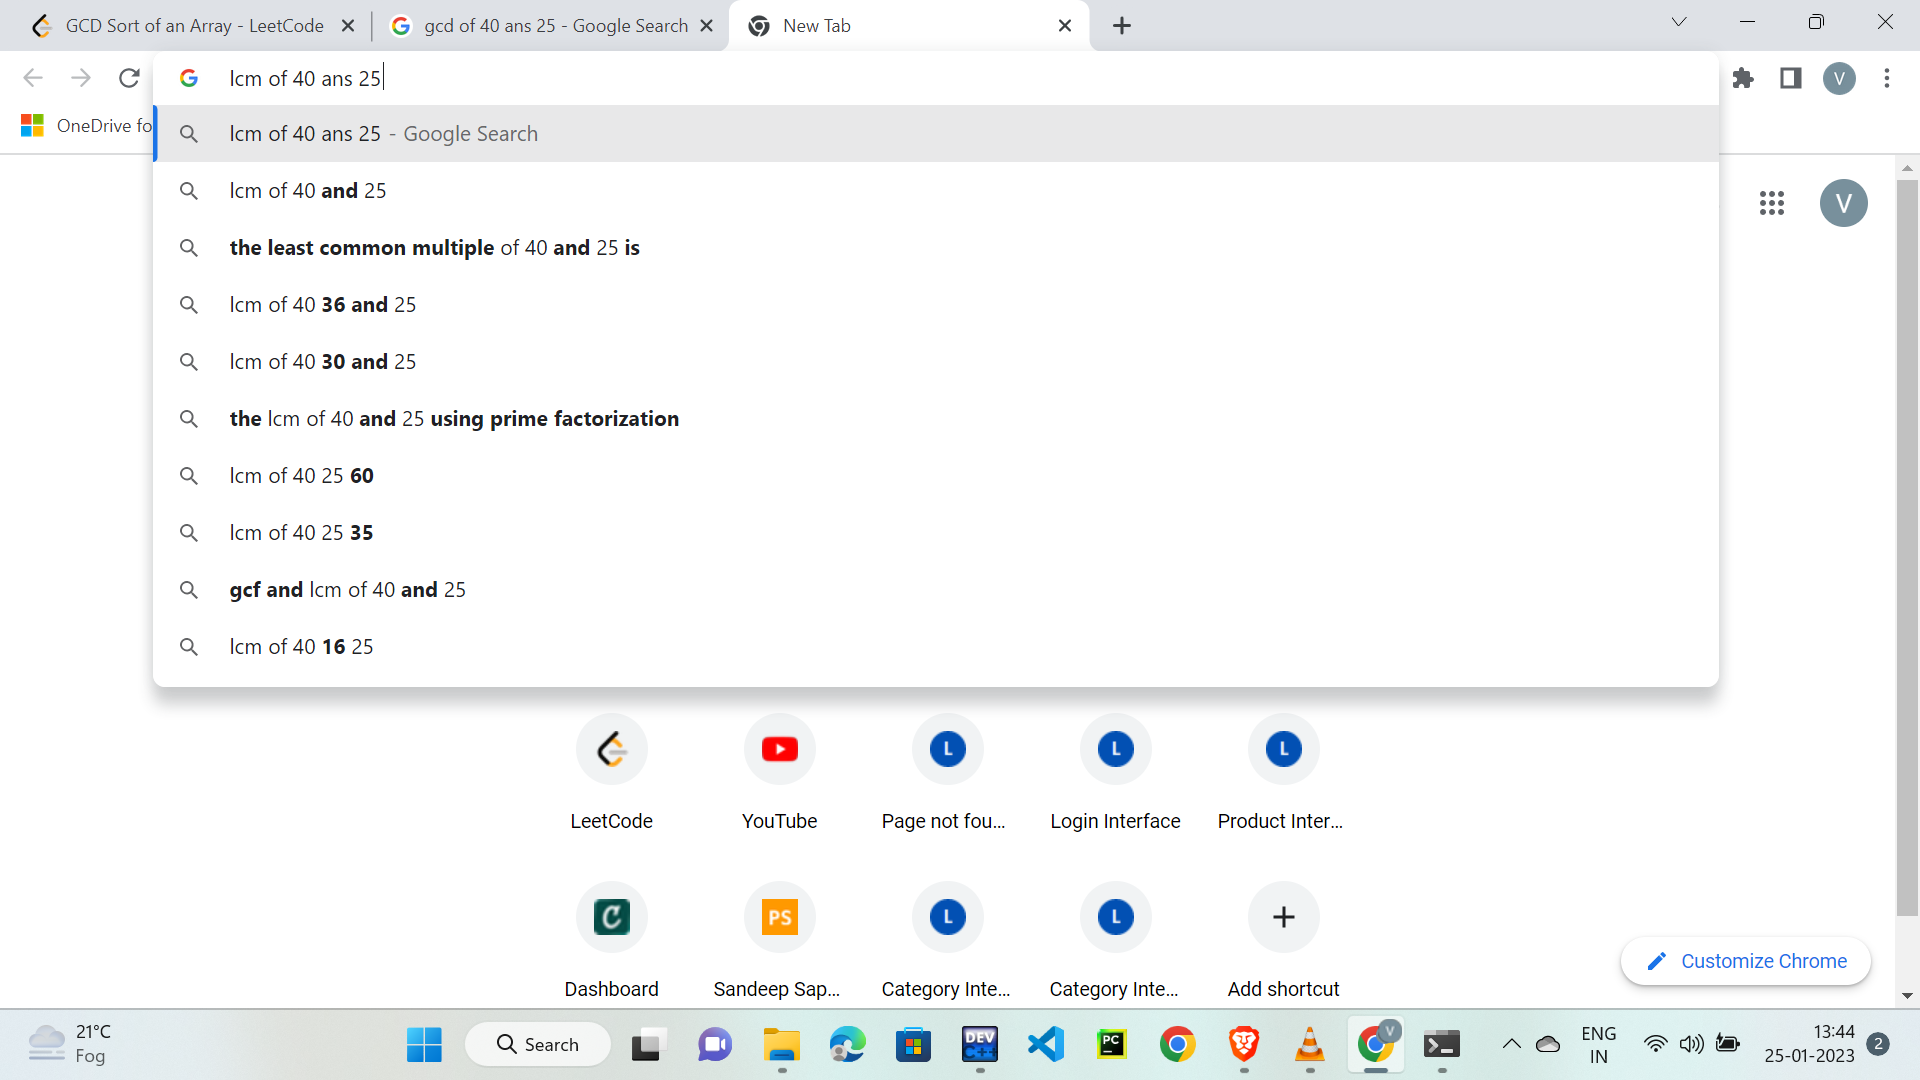 GCD Sort of an Array - LeetCode
gcd of 40 ans 25 - Google Search
New Tab
lcm of 40 ans 25
V
OneDrive fo
lcm of 40 ans 25 - Google Search
lcm of 40 and 25
V
the least common multiple of 40 and 25 is
lcm of 40 36 and 25
lcm of 40 30 and 25
the lcm of 40 and 25 using prime factorization
lcm of 40 25 60
lcm of 40 25 35
gcf and lcm of 40 and 25
lcm of 40 16 25
L L L
LeetCode YouTube Page not fou... Login Interface Product Inter...
C PS L L
Customize Chrome
Dashboard Sandeep Sap... Category Inte... Category Inte... Add shortcut
21°C
Fog
Search
DEV C++
PC
V
ENG
IN
13:44
25-01-2023
2